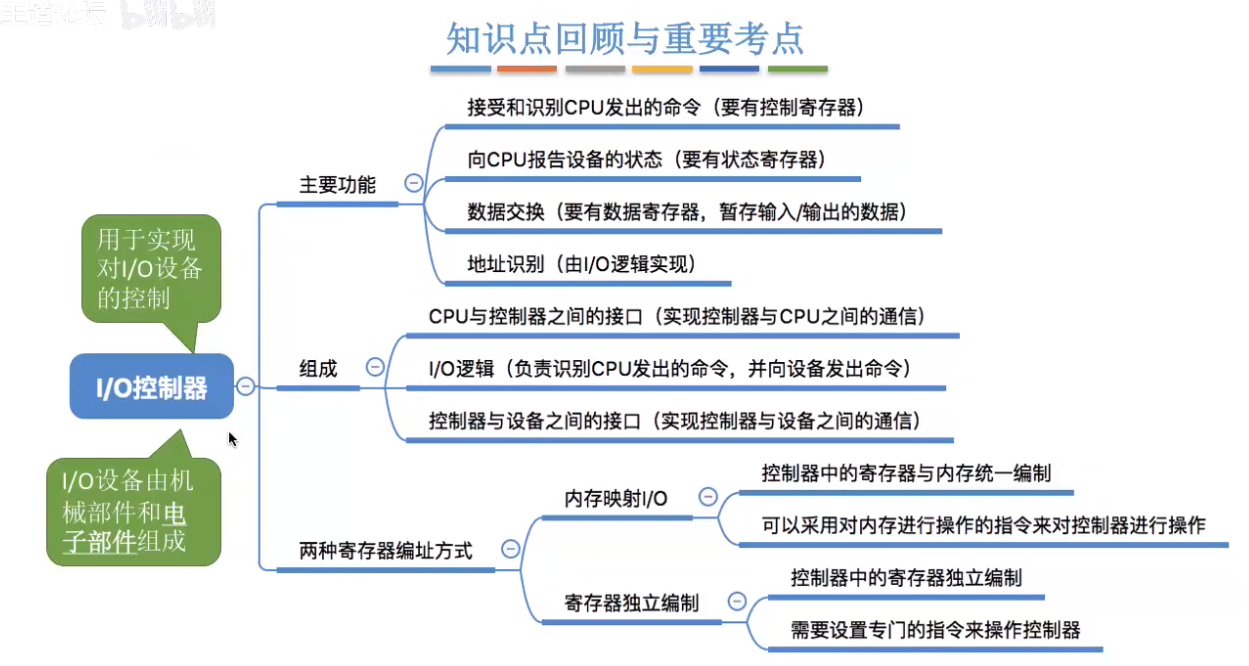 bilibili
知识点回顾与重要考点
接受和识别CPU发出的命令（要有控制寄存器）
向CPU报告设备的状态（要有状态寄存器）
主要功能
数据交换（要有数据寄存器，暂存输入/输出的数据）
地址识别（由I/O逻辑实现）
用于实现
对I/O设备
的控制
CPU与控制器之间的接口（实现控制器与CPU之间的通信）
组成
I/O逻辑（负责识别CPU发出的命令，并向设备发出命令）
I/O控制器
控制器与设备之间的接口（实现控制器与设备之间的通信）
I/O设备由机
械部件和电
子部件组成
控制器中的寄存器与内存统一编制
内存映射I/O
可以采用对内存进行操作的指令来对控制器进行操作
两种寄存器编址方式
控制器中的寄存器独立编制
寄存器独立编制
需要设置专门的指令来操作控制器